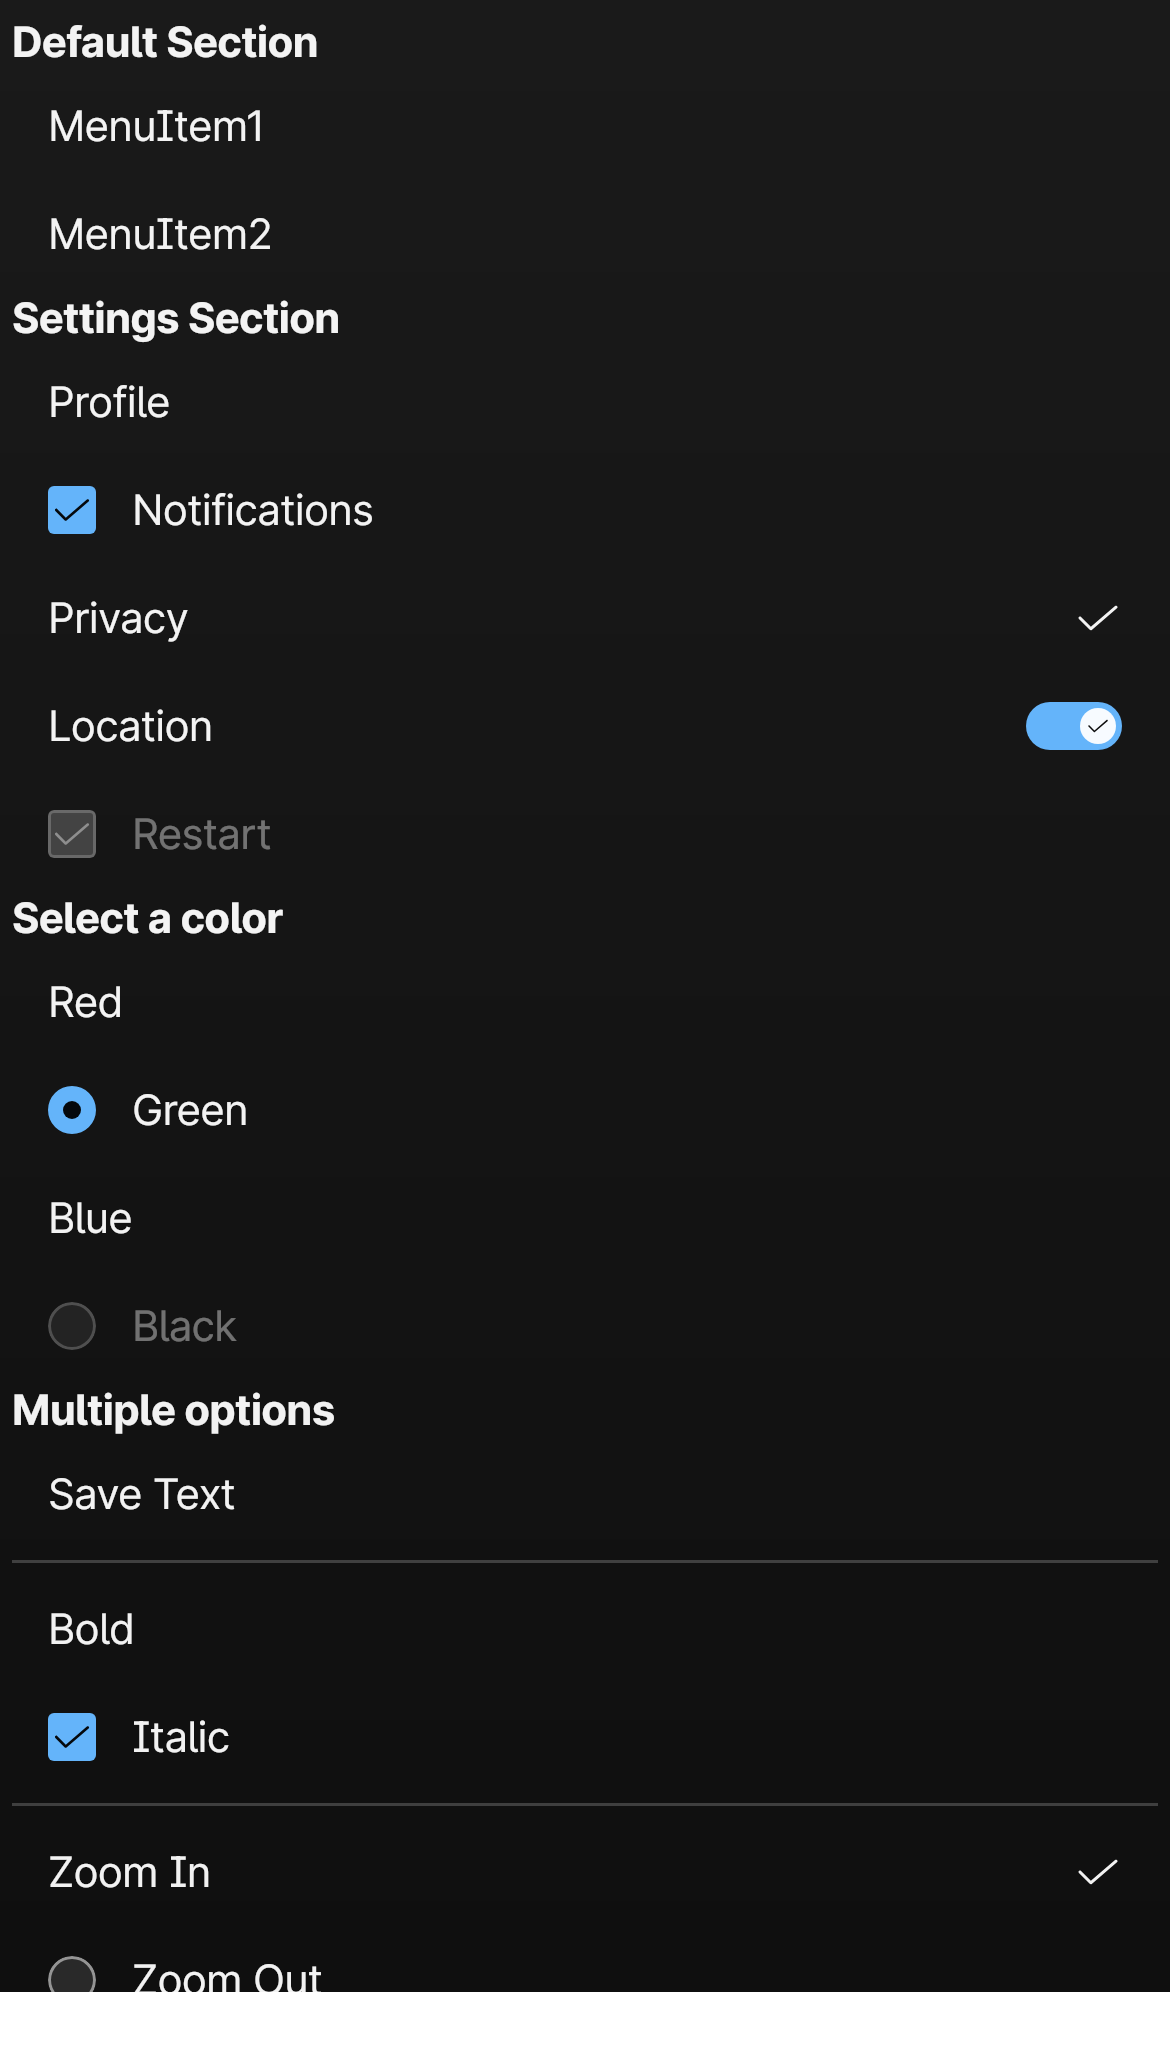 Default Section
MenuItem1
MenuItem2
Settings Section
Profile
Notifications
Privacy
Location
Restart
Select a color
Red
Green
Blue
Black
Multiple options
Save Text
Bold
Italic
Zoom In
Zoom Out